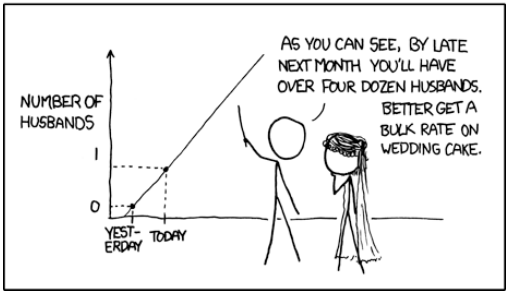 AS YOU CAN SEE, BY LATE
NEXT MONTH YOU'LL HAVE
OVER FOUR DOZEN HUSBANDS.
BETTER GET A
BULK RATE ON
WEDDING CAKE.
NUMBER OF
HUSBANDS
1
0
YEST-
ERDAY
TODAY